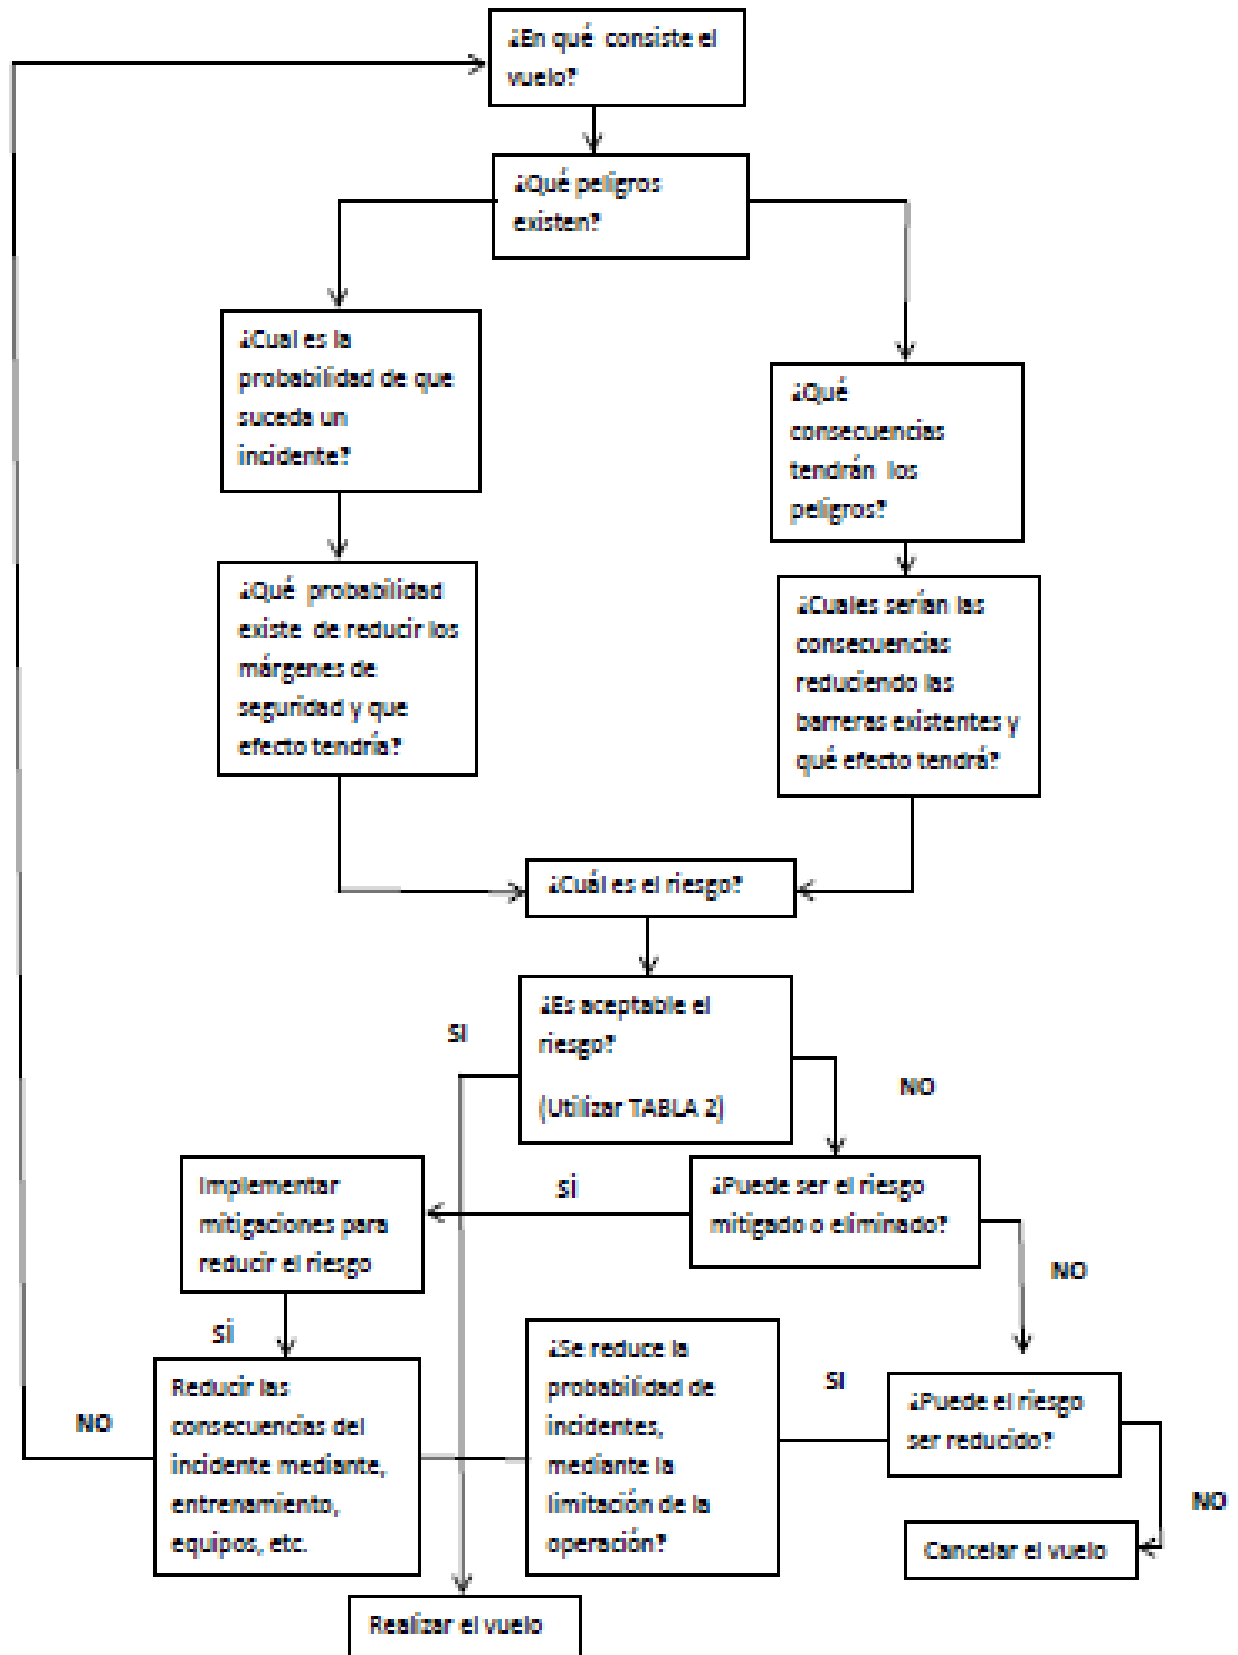 ¿En qué consiste el
vuelo?
¿Qué peligros
existen?
¿Cual es la
probabilidad de que
suceda un
incidente?
¿Qué
consecuencias
tendrán los
peligros?
¿Qué probabilidad
existe de reducir los
márgenes de
seguridad y que
efecto tendría?
¿Cuales serían las
consecuencias
reduciendo las
barreras existentes y
qué efecto tendrá?
¿Cuál es el riesgo?
¿Es aceptable el
riesgo?
(Utilizar TABLA 2)
SI
NO
Implementar
mitigaciones para
reducir el riesgo
si
¿Puede ser el riesgo
mitigado o eliminado?
NO
si
NO
Reducir las
consecuencias del
incidente mediante,
entrenamiento,
equipos, etc.
¿Se reduce la
probabilidad de
incidentes,
mediante la
limitación de la
operación?
SI
¿Puede el riesgo
ser reducido?
NO
Cancelar el vuelo
Realizar el vuelo